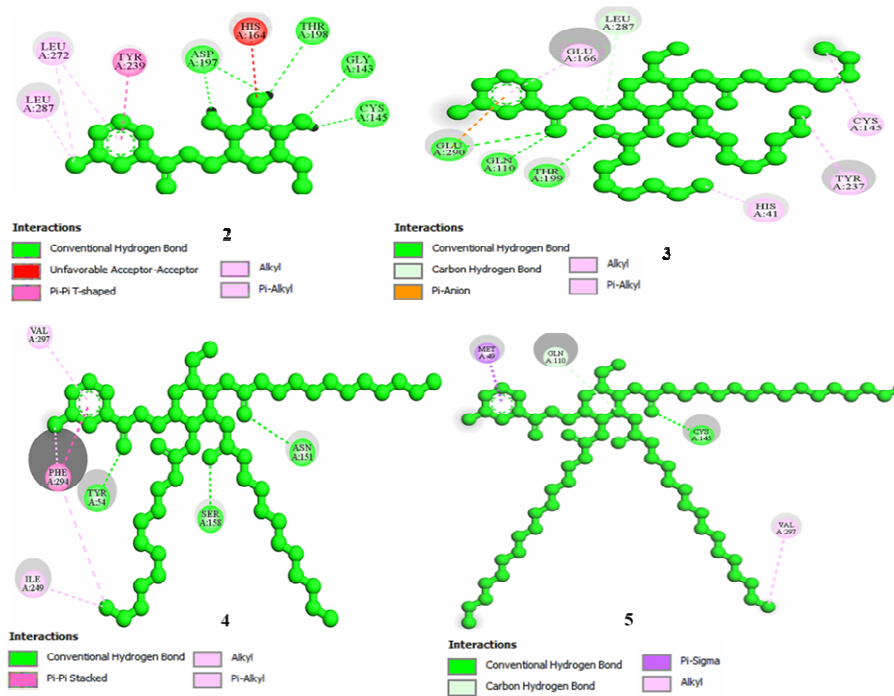 LEU
A:272
TYR
A:239
LEU
A:287
ASP
A:197
HIS
A:164
THR
A:198
GLY
A:143
CYS
A:145
Interactions
2
Conventional Hydrogen Bond
Unfavorable Acceptor-Acceptor
Pi-Pi T-shaped
Alkyl
Pi-Alkyl
LEU
A:287
GLU
A:166
GLU
A:290
GLN
A:110
THR
A:199
CYS
A:145
TYR
A:237
HIS
A:41
Interactions
3
Conventional Hydrogen Bond
Carbon Hydrogen Bond
Pi-Anion
Alkyl
Pi-Alkyl
VAL
A:297
PHE
A:294
TYR
A:54
ASN
A:151
SER
A:158
ILE
A:249
4
Interactions
Conventional Hydrogen Bond
Pi-Pi Stacked
Alkyl
Pi-Alkyl
MET
A:49
GLN
A:110
CYS
A:145
VAL
A:297
5
Interactions
Conventional Hydrogen Bond
Carbon Hydrogen Bond
Pi-Sigma
Alkyl